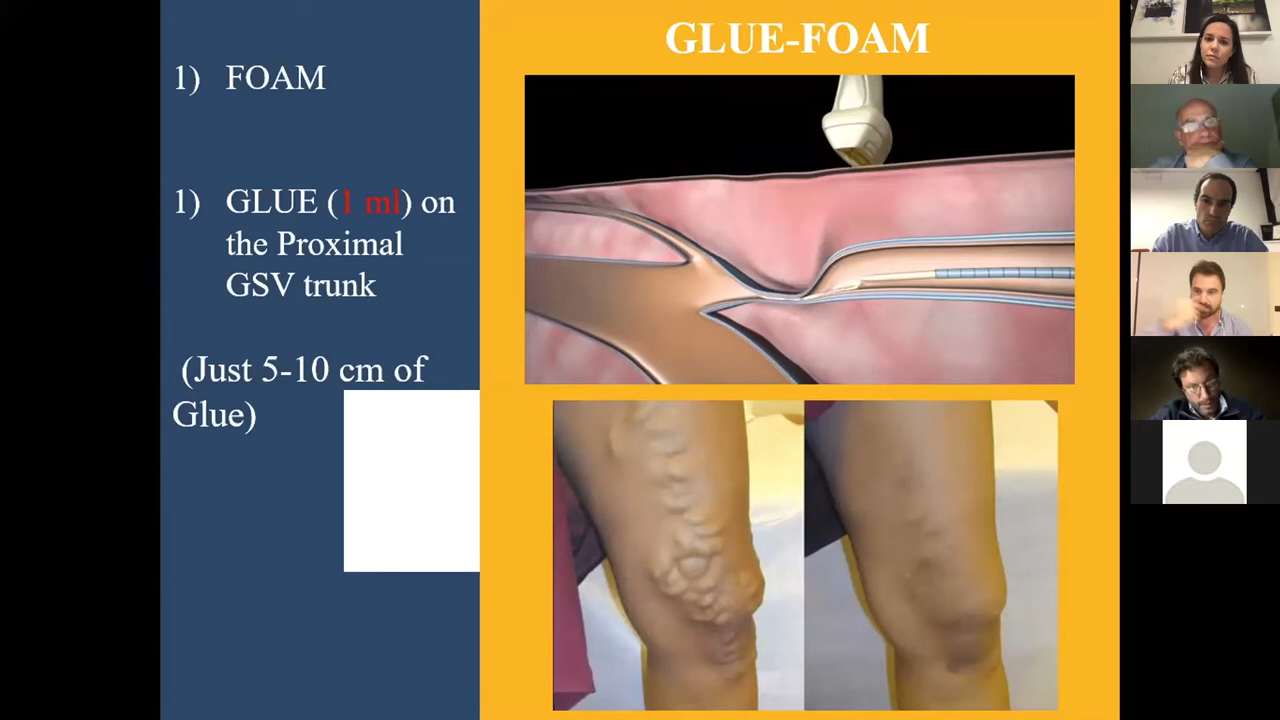 GLUE-FOAM
1) FOAM
1) GLUE (1 ml) on
the Proximal
GSV trunk
(Just 5-10 cm of
Glue)